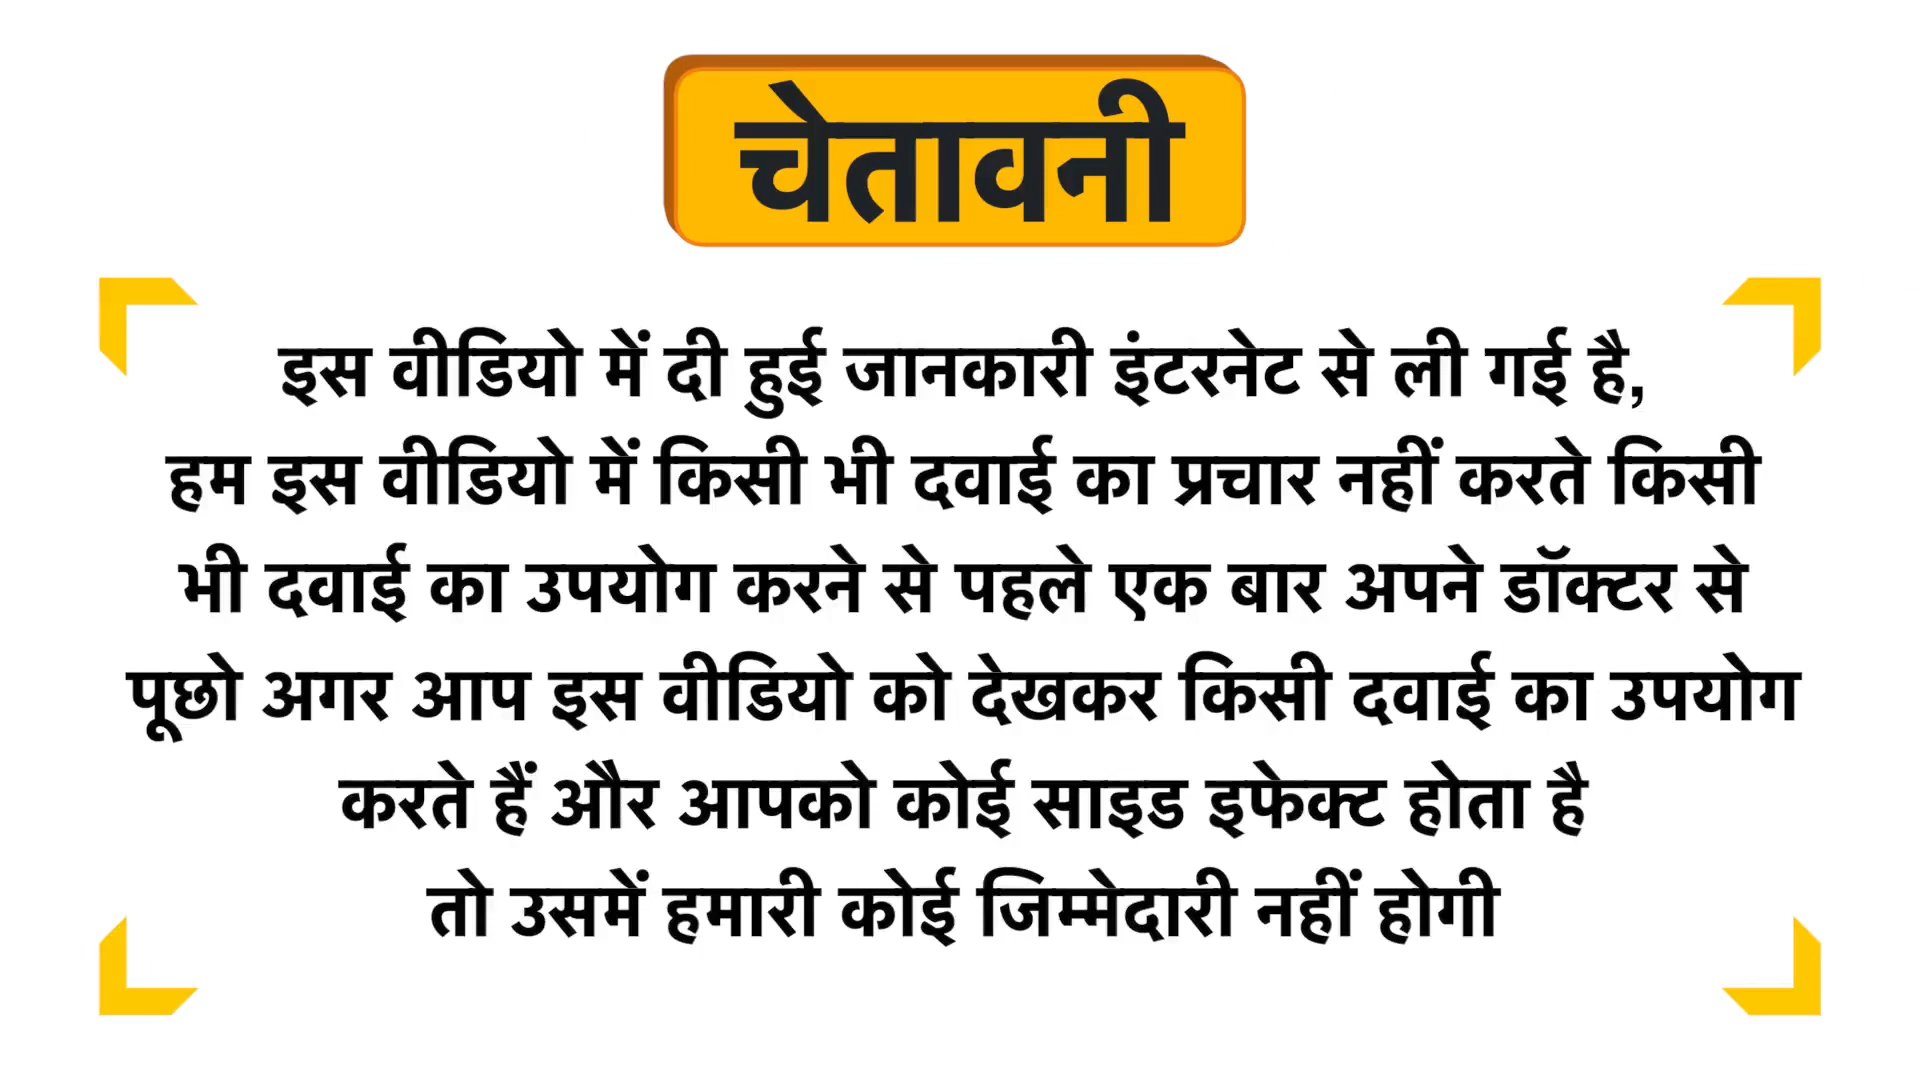 चेतावनी
इस वीडियो में दी हुई जानकारी इंटरनेट से ली गई है,
हम इस वीडियो में किसी भी दवाई का प्रचार नहीं करते किसी
भी दवाई का उपयोग करने से पहले एक बार अपने डॉक्टर से
पूछो अगर आप इस वीडियो को देखकर किसी दवाई का उपयोग
करते हैं और आपको कोई साइड इफेक्ट होता है
तो उसमें हमारी कोई जिम्मेदारी नहीं होगी